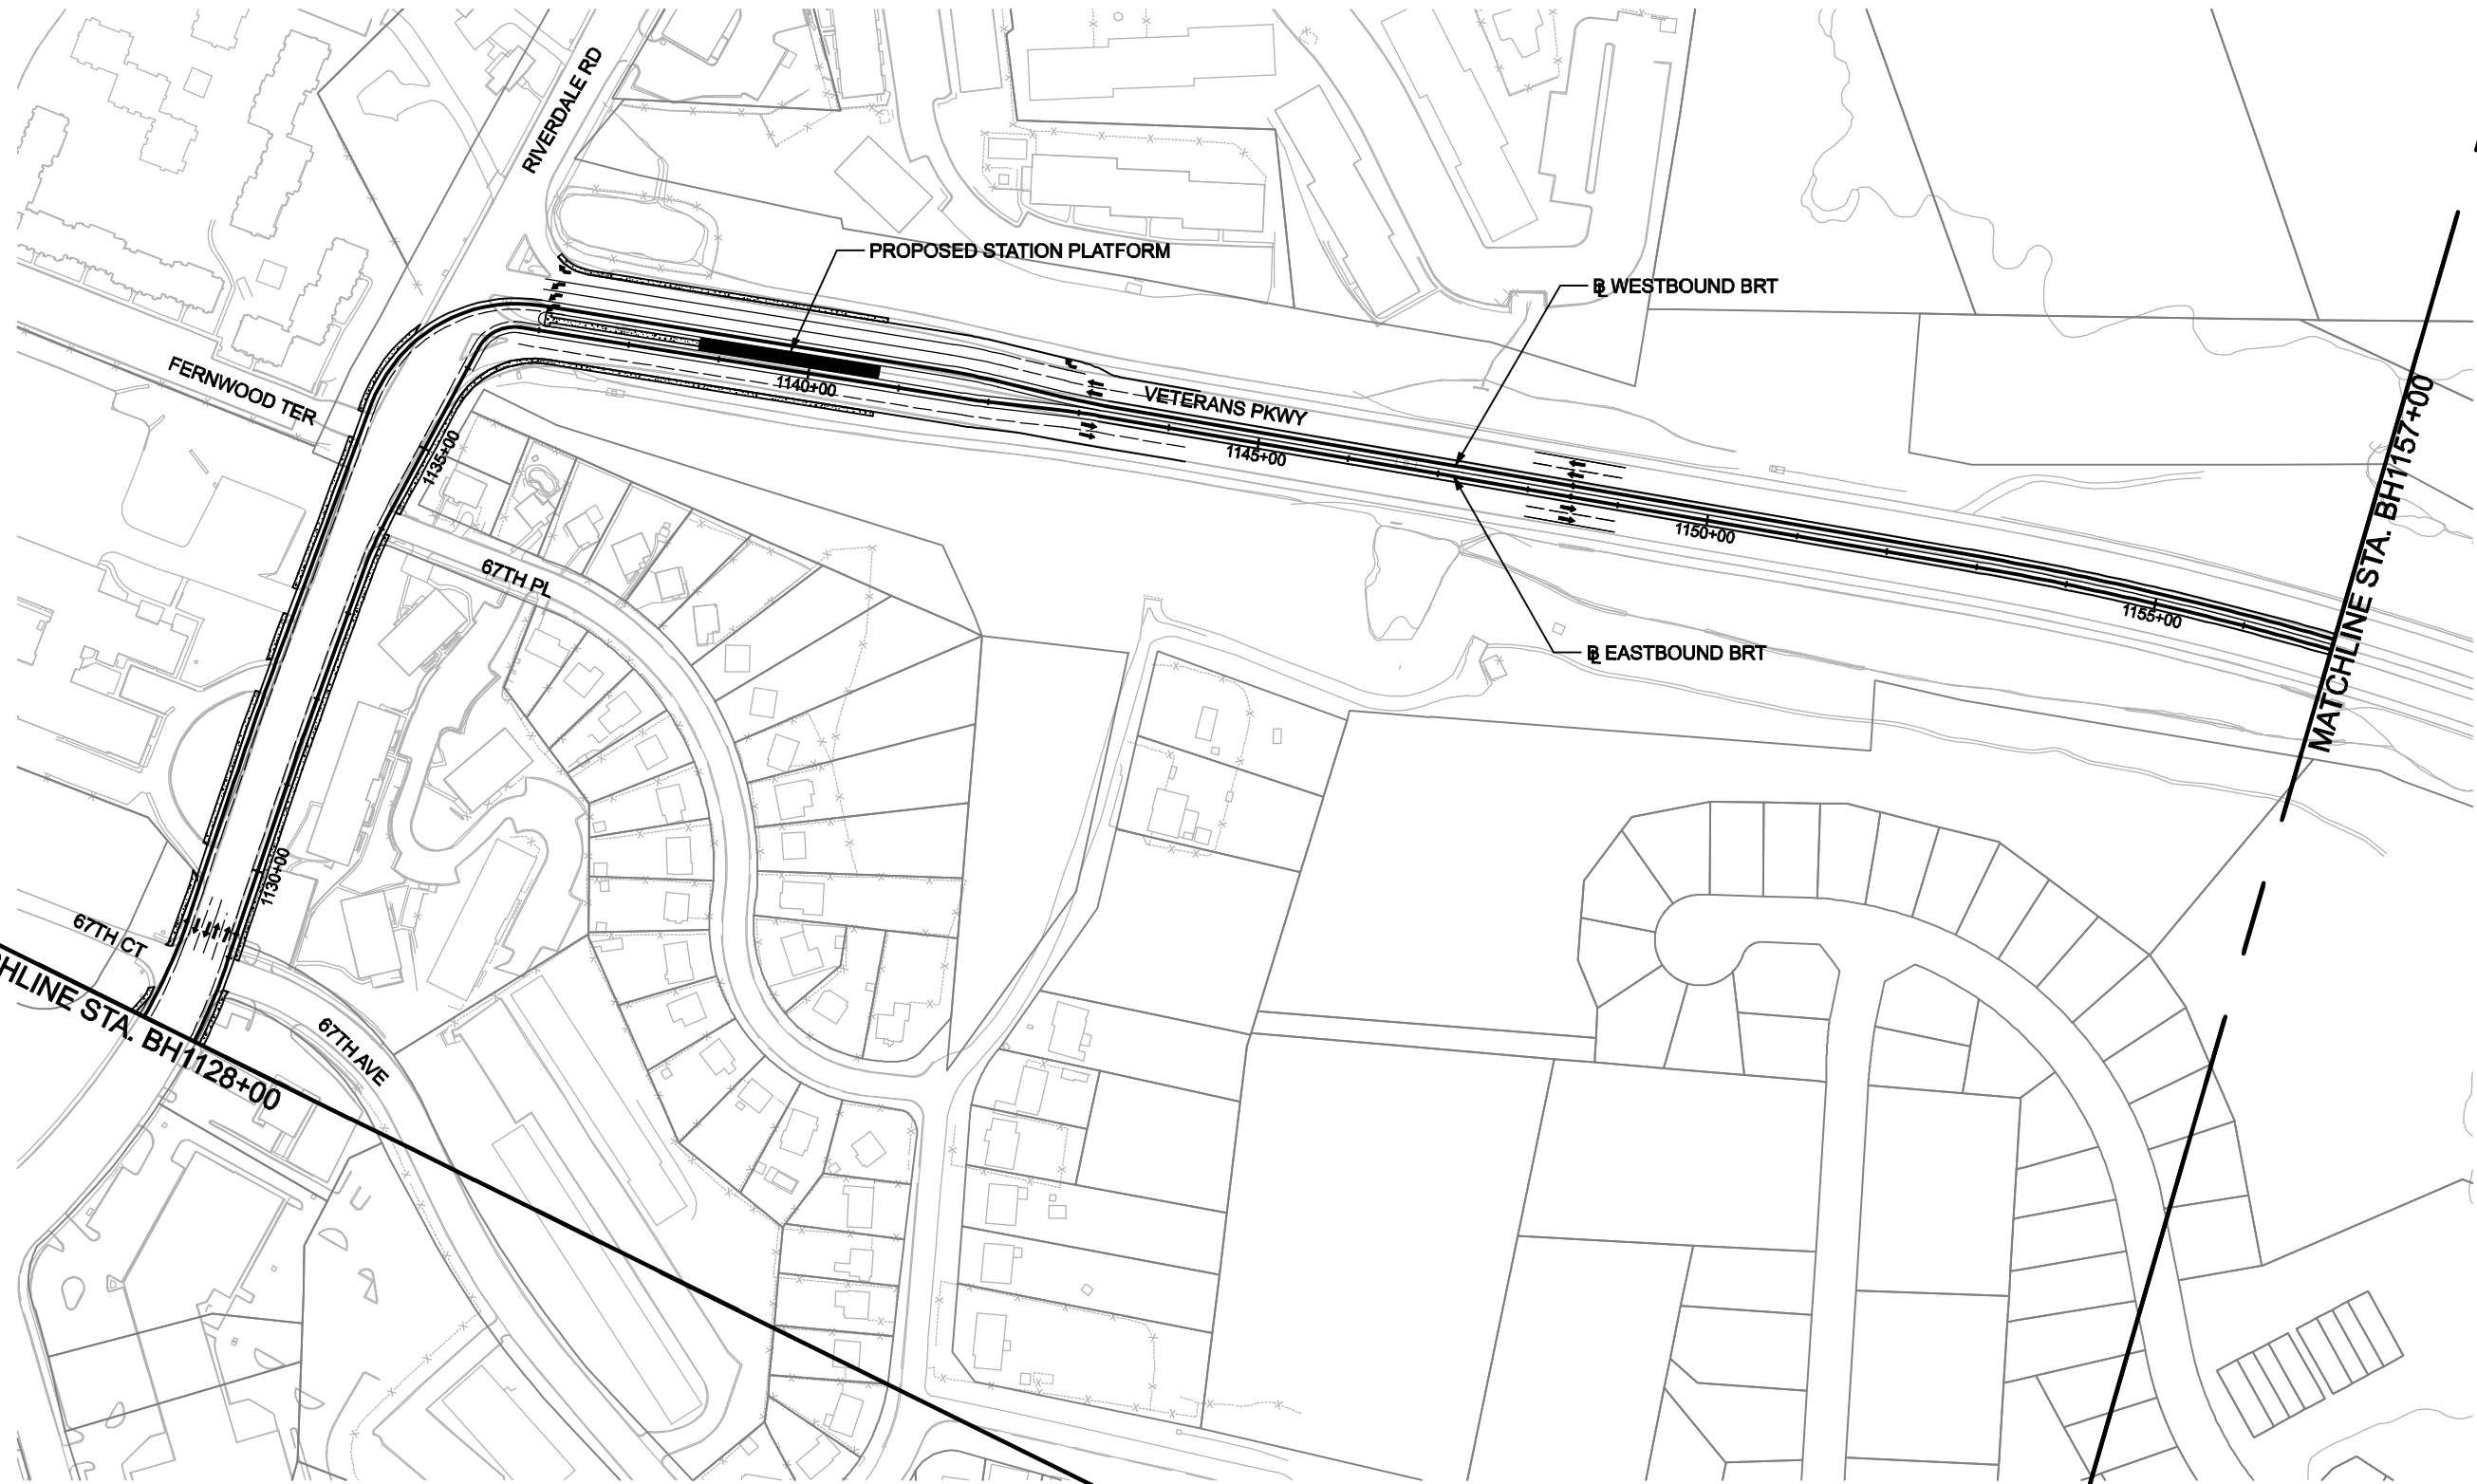 RIVERDALE RD
PROPOSED STATION PLATFORM
℄ WESTBOUND BRT
FERNWOOD TER
1140+00
VETERANS PKWY
1135+00
1145+00
1150+00
MATCHLINE STA. BH1157+00
67TH PL
1155+00
℄ EASTBOUND BRT
1130+00
67TH CT
HLINE STA. BH1128+00
67TH AVE